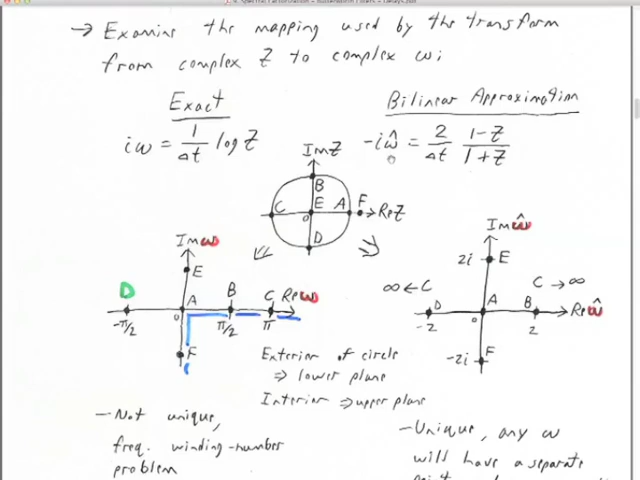 → Examine the mapping used by the transform
from complex Z to complex ω;
Exact
Bilinear Approximation
iω = 1/Δt log Z
-iω̂ = 2/Δt (1-Z)/(1+Z)
Im Z
B
C
E
A
F
Re Z
0
D
Im ω
E
D
A
B
C
Re ω
0
-π/2
π/2
π
F
Im ω̂
2i
E
∞ ← C
C → ∞
D
A
B
Re ω̂
-2
0
2
-2i
F
Exterior of circle
⇒ lower plane
Interior ⇒ upper plane
- Not unique,
freq. winding-number
problem
- Unique, any ω
will have a separate